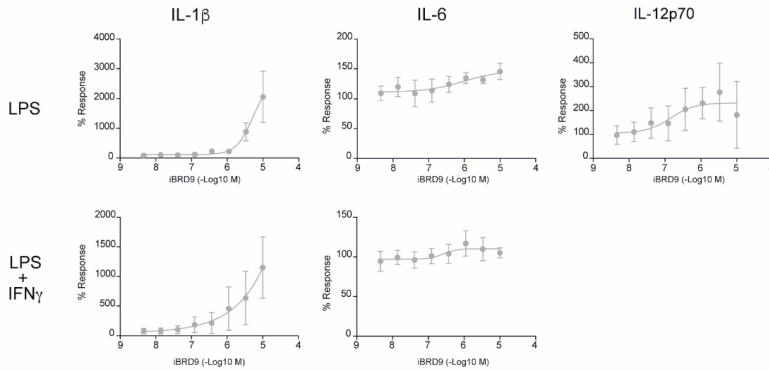 IL-1β
IL-6
IL-12p70
LPS
4000
3000
2000
1000
0
% Response
9 8 7 6 5 4
iBRD9 (-Log10 M)
200
150
100
50
0
% Response
9 8 7 6 5 4
iBRD9 (-Log10 M)
500
400
300
200
100
0
% Response
9 8 7 6 5 4
iBRD9 (-Log10 M)
LPS
+
IFNγ
2000
1500
1000
500
0
% Response
9 8 7 6 5 4
iBRD9 (-Log10 M)
150
100
50
0
% Response
9 8 7 6 5 4
iBRD9 (-Log10 M)